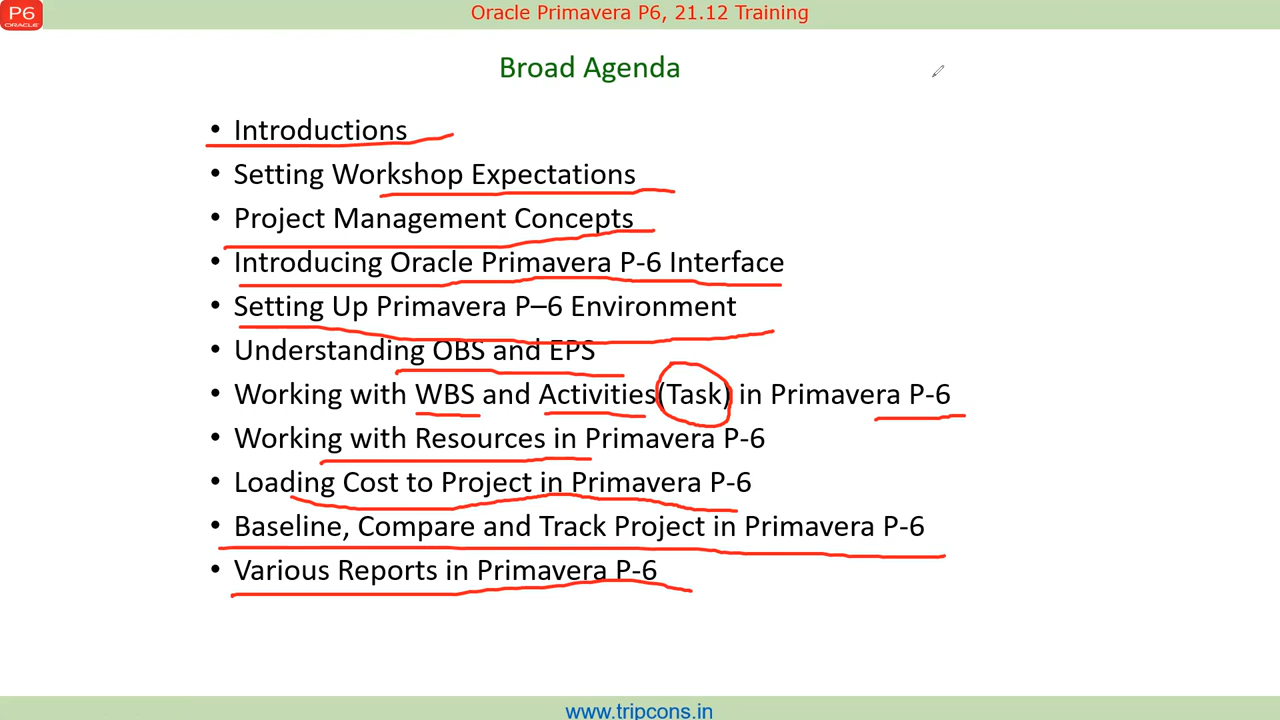 P6
ORACLE
Oracle Primavera P6, 21.12 Training
Broad Agenda
• Introductions
• Setting Workshop Expectations
• Project Management Concepts
• Introducing Oracle Primavera P-6 Interface
• Setting Up Primavera P–6 Environment
• Understanding OBS and EPS
• Working with WBS and Activities(Task) in Primavera P-6
• Working with Resources in Primavera P-6
• Loading Cost to Project in Primavera P-6
• Baseline, Compare and Track Project in Primavera P-6
• Various Reports in Primavera P-6
www.tripcons.in